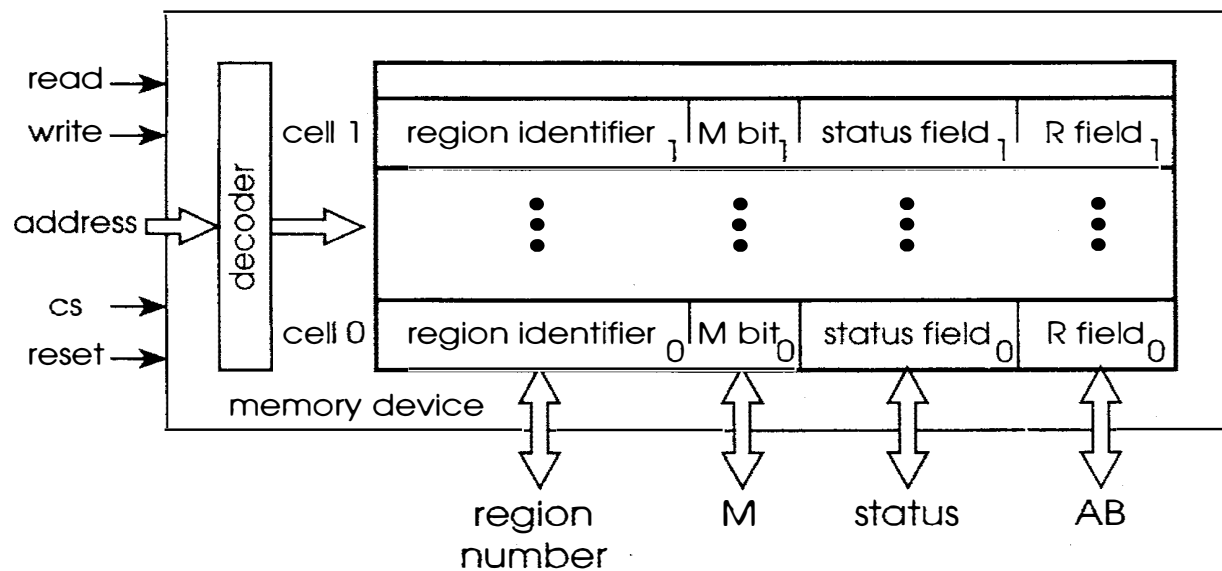 read
write
address
cs
reset
decoder
cell 1
region identifier 1
M bit 1
status field 1
R field 1
cell 0
region identifier 0
M bit 0
status field 0
R field 0
memory device
region
number
M
status
AB